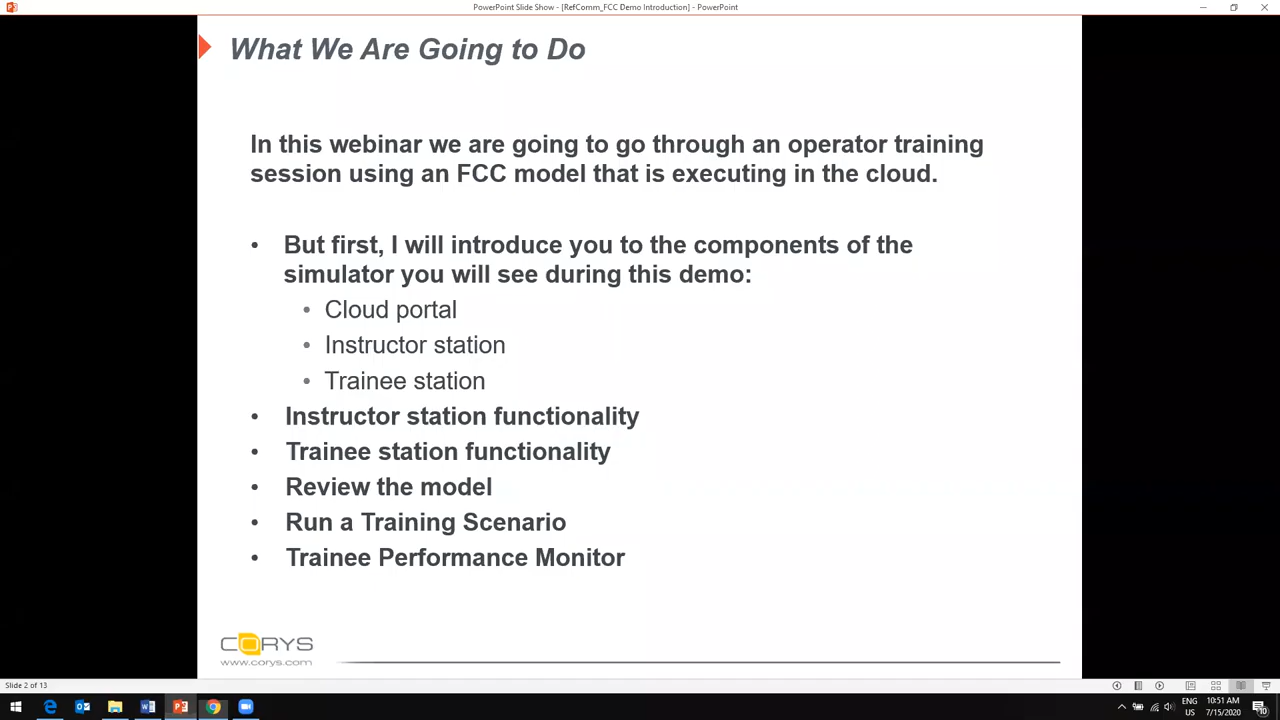 PowerPoint Slide Show - [RefComm_FCC Demo Introduction] - PowerPoint
What We Are Going to Do
In this webinar we are going to go through an operator training
session using an FCC model that is executing in the cloud.
• But first, I will introduce you to the components of the
simulator you will see during this demo:
• Cloud portal
• Instructor station
• Trainee station
• Instructor station functionality
• Trainee station functionality
• Review the model
• Run a Training Scenario
• Trainee Performance Monitor
CORYS
www.corys.com
Slide 2 of 13
ENG
US
10:51 AM
7/15/2020
10